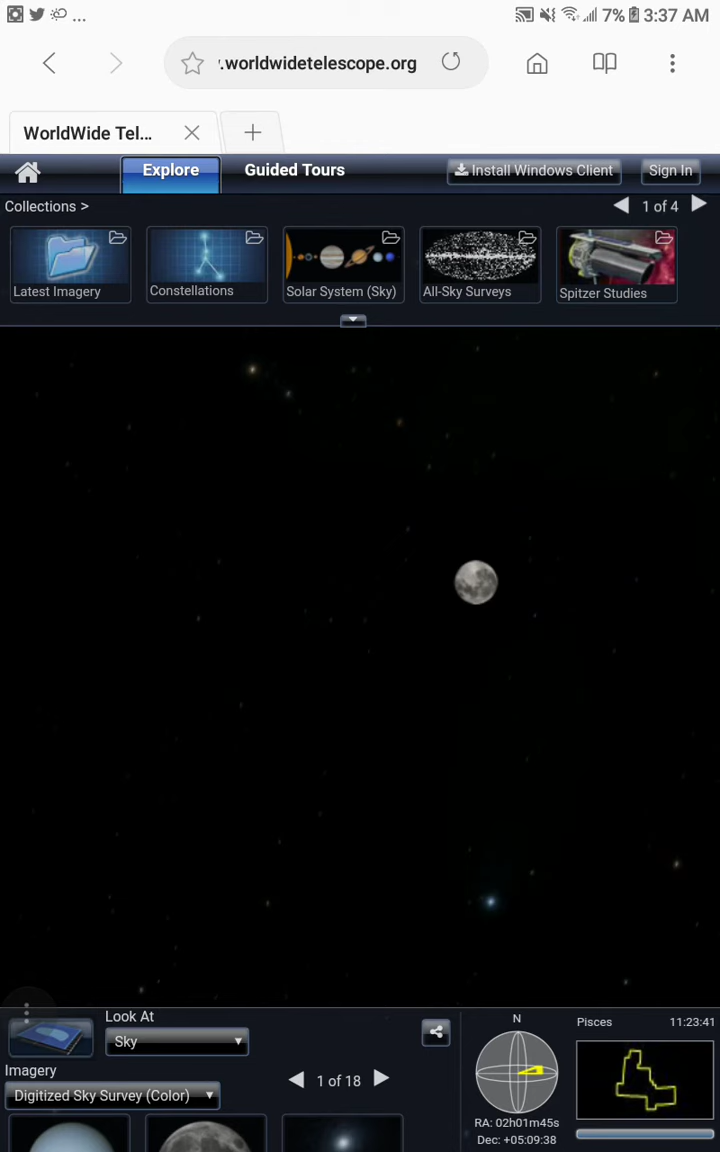 ... 7% 3:37 AM
.worldwidetelescope.org
WorldWide Tel...
Explore
Guided Tours
Install Windows Client
Sign In
Collections >
1 of 4
Latest Imagery
Constellations
Solar System (Sky)
All-Sky Surveys
Spitzer Studies
Look At
Sky
Imagery
Digitized Sky Survey (Color)
1 of 18
N
RA: 02h01m45s
Dec: +05:09:38
Pisces
11:23:41